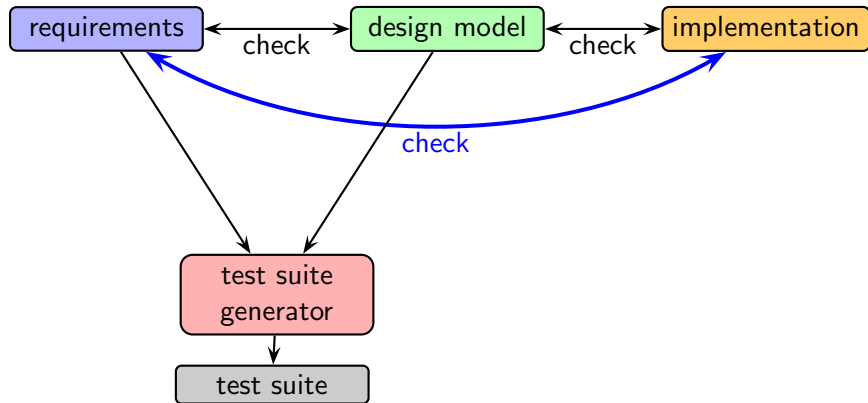 requirements
check
design model
check
implementation
check
test suite
generator
test suite